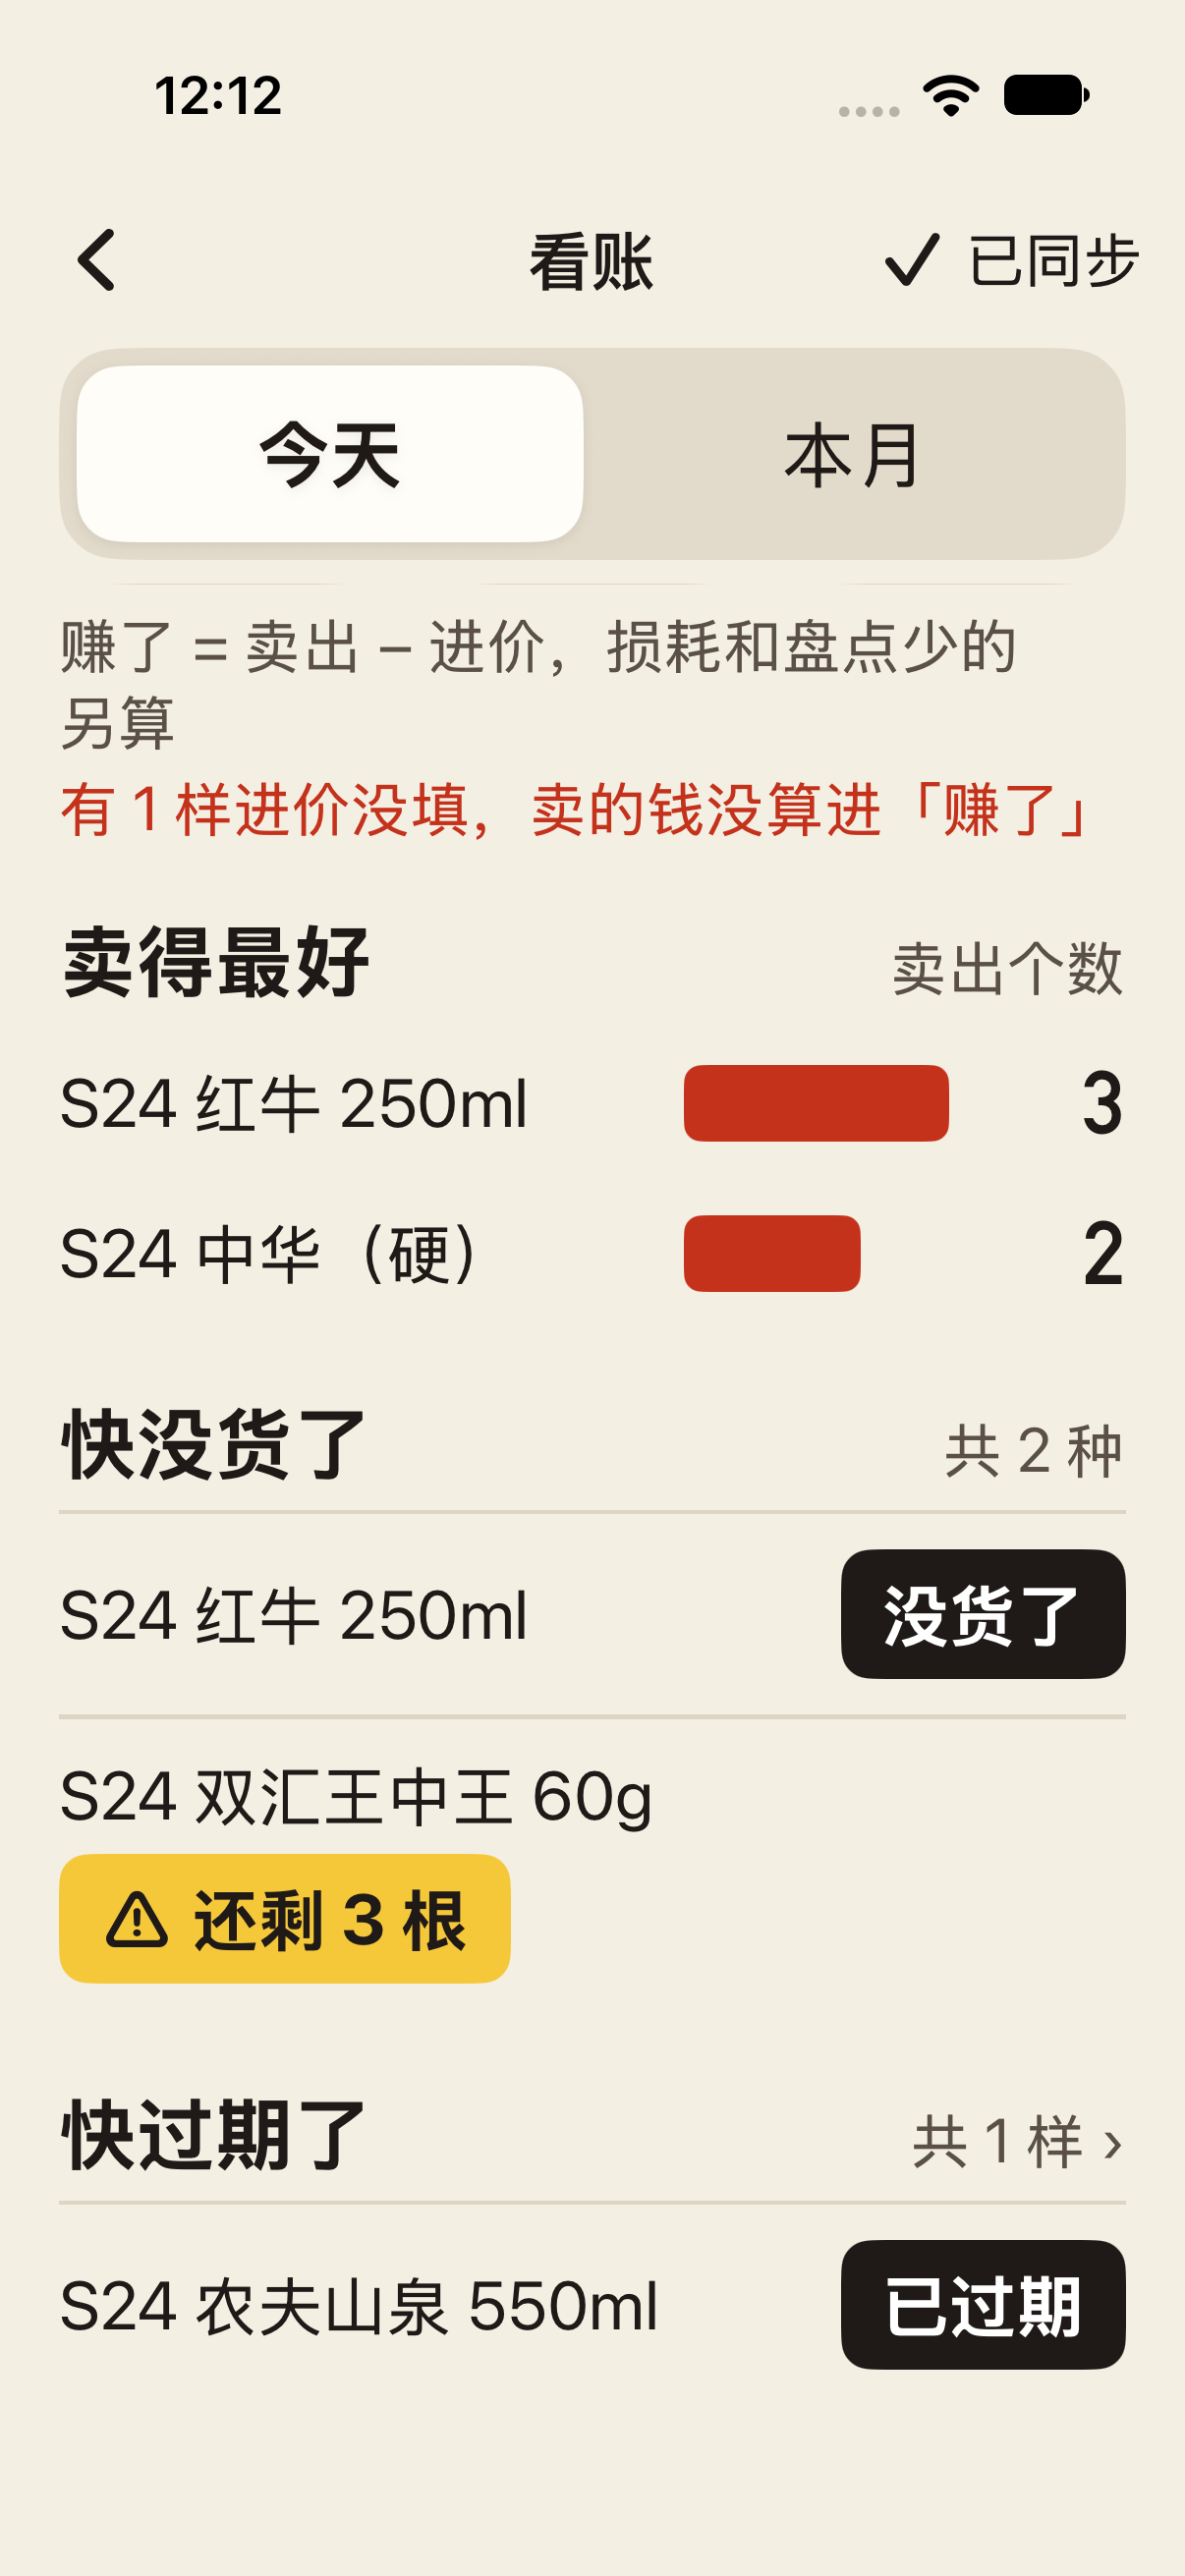 12:12
看账
已同步
今天
本月
赚了 = 卖出 − 进价，损耗和盘点少的
另算
有 1 样进价没填，卖的钱没算进「赚了」
卖得最好
卖出个数
S24 红牛 250ml
3
S24 中华（硬）
2
快没货了
共 2 种
S24 红牛 250ml
没货了
S24 双汇王中王 60g
还剩 3 根
快过期了
共 1 样 ›
S24 农夫山泉 550ml
已过期